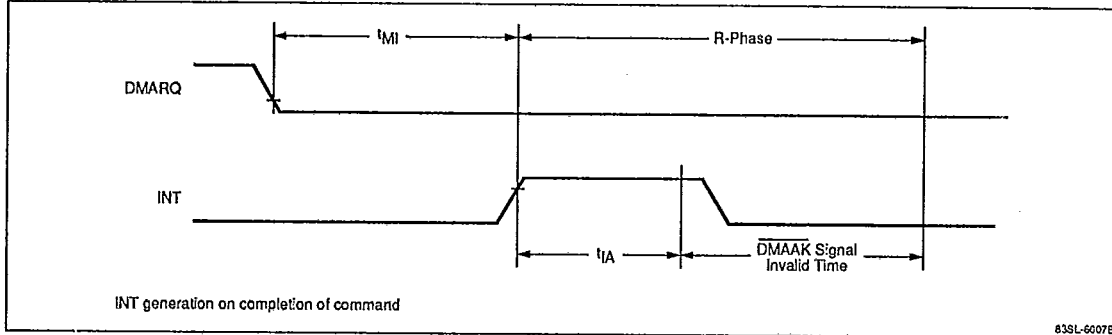 tMI
R-Phase
DMARQ
INT
tIA
DMAAK Signal
Invalid Time
INT generation on completion of command
83SL-6007B